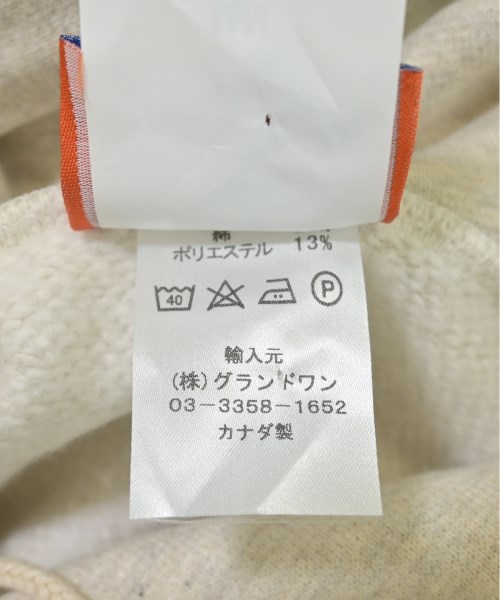 綿
ポリエステル 13%
40 P
輸入元
(株)グランドワン
03-3358-1652
カナダ製